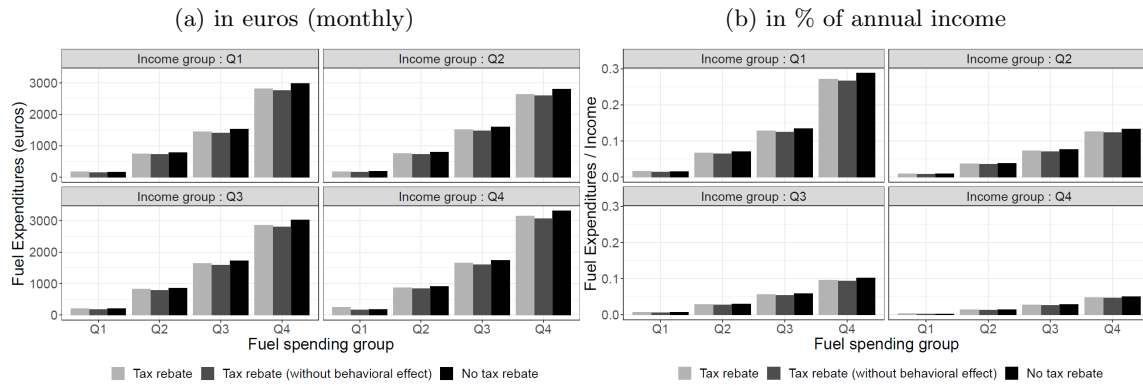 (a) in euros (monthly)
Income group : Q1
Income group : Q2
3000
2000
1000
0
Income group : Q3
Income group : Q4
3000
2000
1000
0
Fuel Expenditures (euros)
Q1 Q2 Q3 Q4 Q1 Q2 Q3 Q4
Fuel spending group
Tax rebate Tax rebate (without behavioral effect) No tax rebate
(b) in % of annual income
Income group : Q1
Income group : Q2
0.3
0.2
0.1
0.0
Income group : Q3
Income group : Q4
0.3
0.2
0.1
0.0
Fuel Expenditures / Income
Q1 Q2 Q3 Q4 Q1 Q2 Q3 Q4
Fuel spending group
Tax rebate Tax rebate (without behavioral effect) No tax rebate